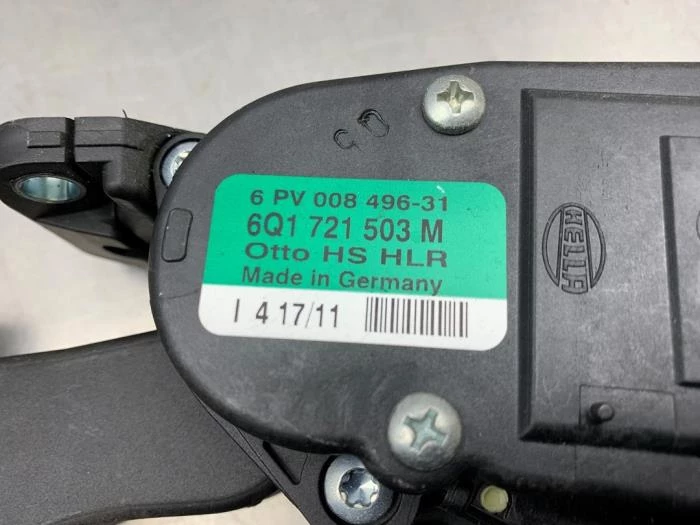 6 PV 008 496-31
6Q1 721 503 M
Otto HS HLR
Made in Germany
I 4 17/11
HELLA